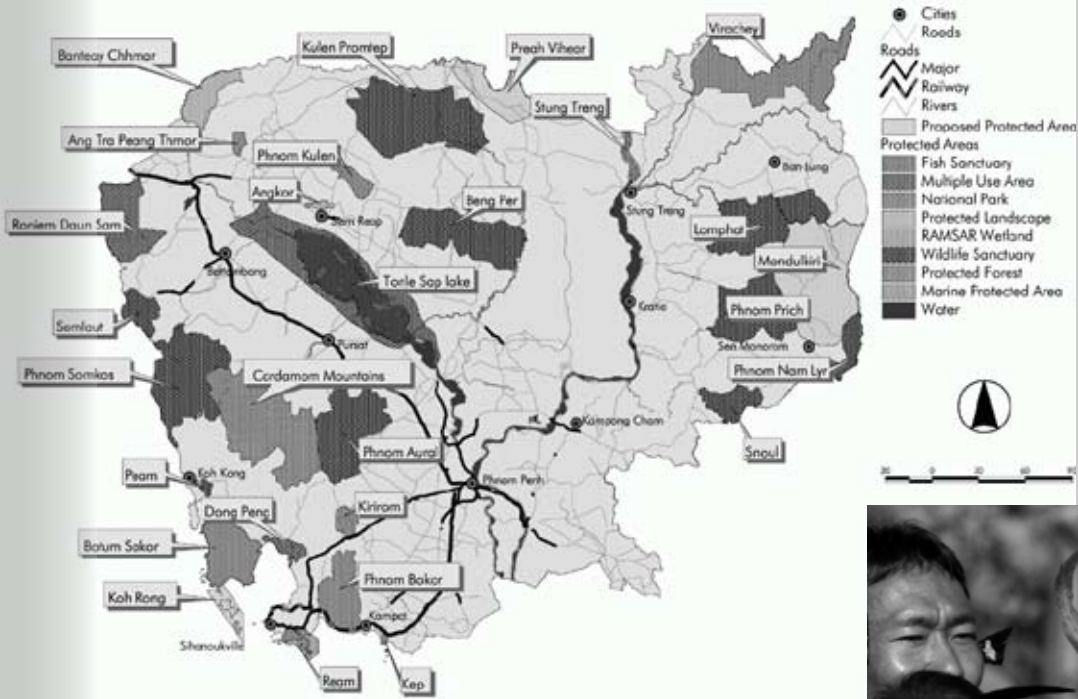 Cities
Roads
Roads
Major
Railway
Rivers
Proposed Protected Area
Protected Areas
Fish Sanctuary
Multiple Use Area
National Park
Protected Landscape
RAMSAR Wetland
Wildlife Sanctuary
Protected Forest
Marine Protected Area
Water
Virachey
Kulen Promtep
Preah Vihear
Banteay Chhmar
Stung Treng
Ang Tra Peang Thmor
Phnom Kulen
Ban Lung
Angkor
Stung Treng
Beng Per
Siem Reap
Roniem Daun Sam
Lomphat
Battambang
Mondulkiri
Tonle Sap lake
Kratie
Phnom Prich
Samlaut
Pursat
Sen Monorom
Phnom Nam Lyr
Phnom Samkos
Cardamom Mountains
Kampong Cham
Phnom Aural
Snoul
Peam
Koh Kong
Phnom Penh
Dong Peng
Kirirom
Botum Sakor
Phnom Bokor
Koh Rong
Kampot
Sihanoukville
Ream
Kep
0
60